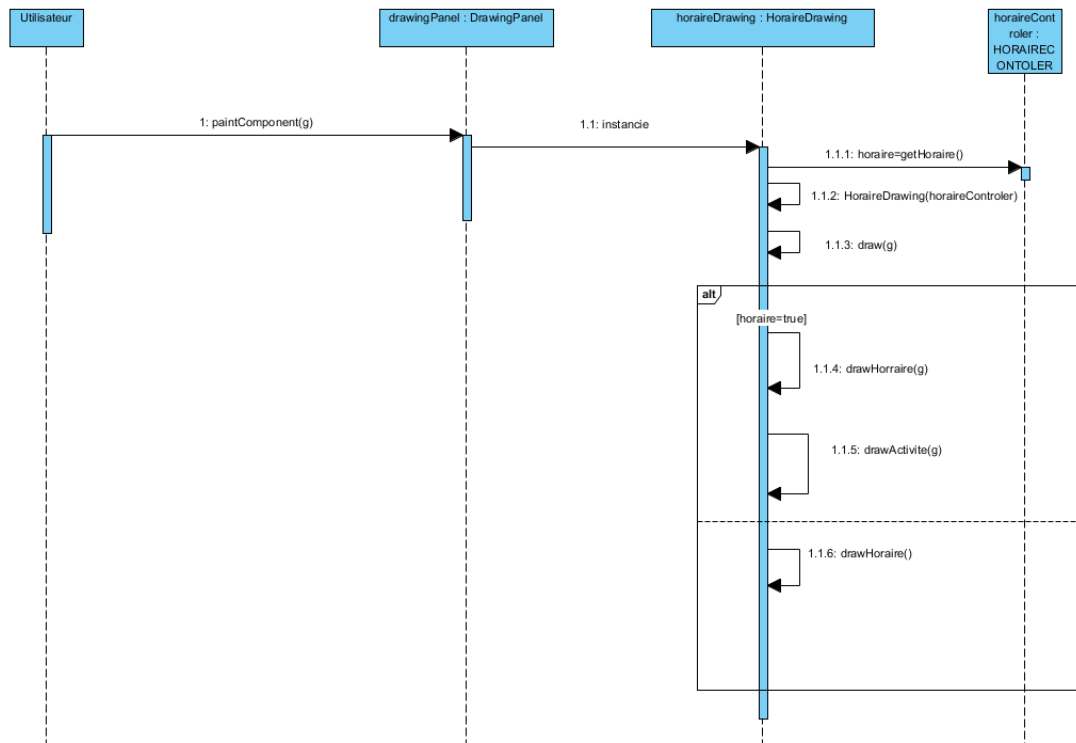 Utilisateur
drawingPanel : DrawingPanel
horaireDrawing : HoraireDrawing
horaireCont
roler :
HORAIREC
ONTOLER
1: paintComponent(g)
1.1: instancie
1.1.1: horaire=getHoraire()
1.1.2: HoraireDrawing(horaireControler)
1.1.3: draw(g)
alt
[horaire=true]
1.1.4: drawHorraire(g)
1.1.5: drawActivite(g)
1.1.6: drawHoraire()